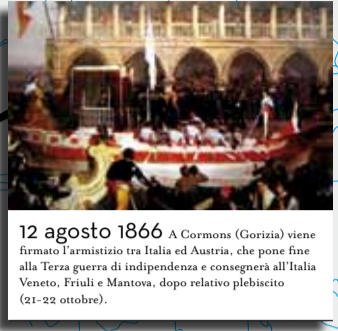 12 agosto 1866 A Cormons (Gorizia) viene
firmato l'armistizio tra Italia ed Austria, che pone fine
alla Terza guerra di indipendenza e consegnerà all'Italia
Veneto, Friuli e Mantova, dopo relativo plebiscito
(21-22 ottobre).